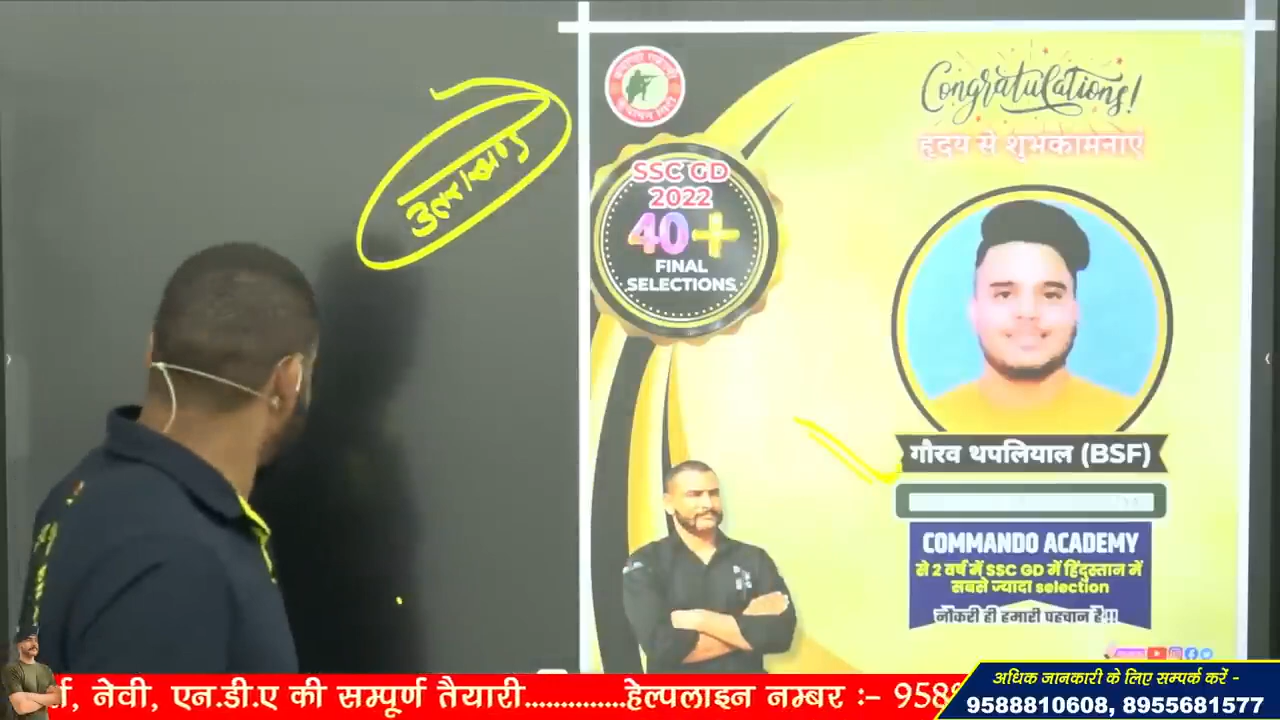 उत्तराखण्ड
Congratulations!
हृदय से शुभकामनाएं
SSC GD
2022
40+
FINAL
SELECTIONS
गौरव थपलियाल (BSF)
COMMANDO ACADEMY
से 2 वर्ष में SSC GD में हिंदुस्तान में
सबसे ज्यादा selection
नौकरी ही हमारी पहचान है!!
नेवी, एन.डी.ए की सम्पूर्ण तैयारी..............हेल्पलाइन नम्बर :- 9588
अधिक जानकारी के लिए सम्पर्क करें -
9588810608, 8955681577